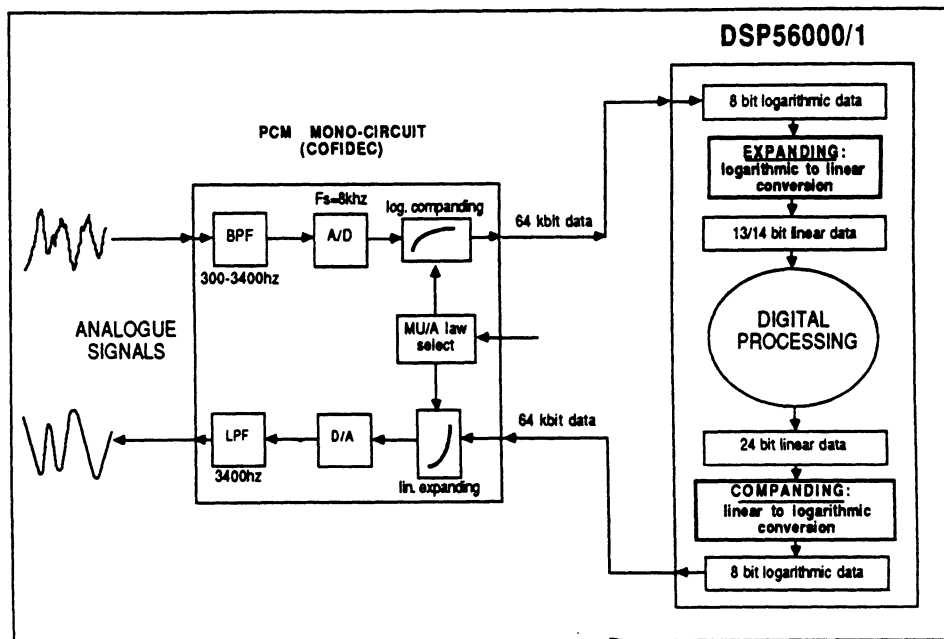 DSP56000/1
8 bit logarithmic data
PCM MONO-CIRCUIT
(COFIDEC)
EXPANDING:
logarithmic to linear
conversion
Fs=8khz
log. companding
64 kbit data
BPF
A/D
300-3400hz
13/14 bit linear data
ANALOGUE
SIGNALS
MU/A law
select
DIGITAL
PROCESSING
64 kbit data
LPF
D/A
3400hz
lin. expanding
24 bit linear data
COMPANDING:
linear to logarithmic
conversion
8 bit logarithmic data